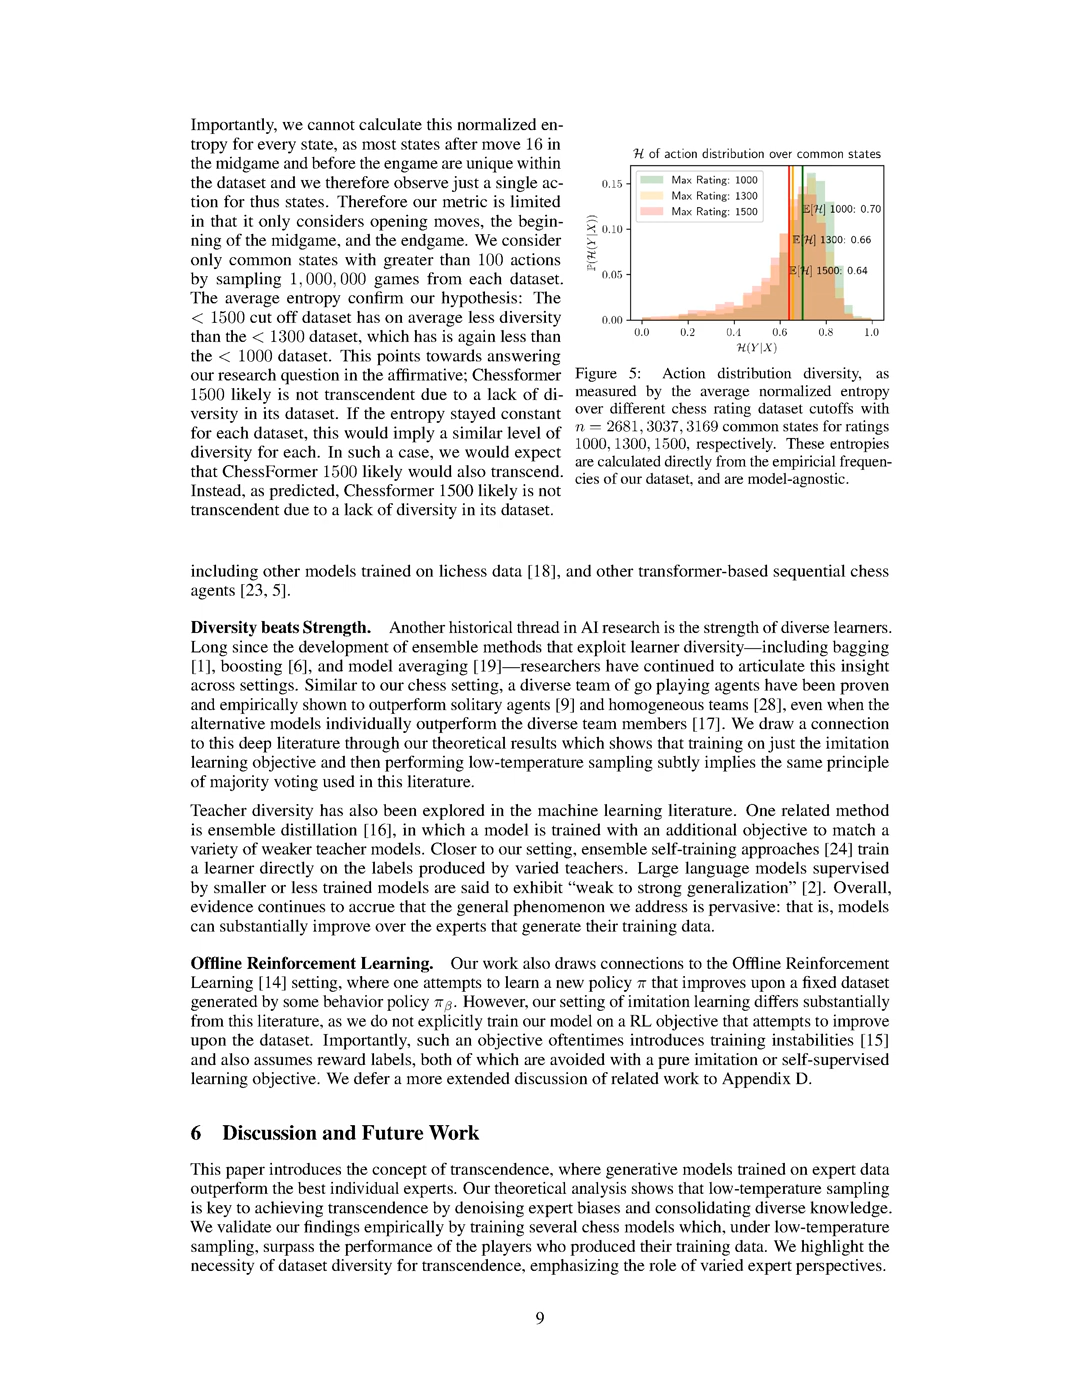 Importantly, we cannot calculate this normalized en-
tropy for every state, as most states after move 16 in
the midgame and before the engame are unique within
the dataset and we therefore observe just a single ac-
tion for thus states. Therefore our metric is limited
in that it only considers opening moves, the begin-
ning of the midgame, and the endgame. We consider
only common states with greater than 100 actions
by sampling 1,000,000 games from each dataset.
The average entropy confirm our hypothesis: The
< 1500 cut off dataset has on average less diversity
than the < 1300 dataset, which has is again less than
the < 1000 dataset. This points towards answering
our research question in the affirmative; Chessformer
1500 likely is not transcendent due to a lack of di-
versity in its dataset. If the entropy stayed constant
for each dataset, this would imply a similar level of
diversity for each. In such a case, we would expect
that ChessFormer 1500 likely would also transcend.
Instead, as predicted, Chessformer 1500 likely is not
transcendent due to a lack of diversity in its dataset.
ℋ of action distribution over common states
Max Rating: 1000
Max Rating: 1300
Max Rating: 1500
𝔼[ℋ] 1000: 0.70
𝔼[ℋ] 1300: 0.66
𝔼[ℋ] 1500: 0.64
ℙ(ℋ(Y|X))
0.15
0.10
0.05
0.00
0.0 0.2 0.4 0.6 0.8 1.0
ℋ(Y|X)
Figure 5: Action distribution diversity, as
measured by the average normalized entropy
over different chess rating dataset cutoffs with
n = 2681, 3037, 3169 common states for ratings
1000, 1300, 1500, respectively. These entropies
are calculated directly from the empiricial frequen-
cies of our dataset, and are model-agnostic.
including other models trained on lichess data [18], and other transformer-based sequential chess
agents [23, 5].
Diversity beats Strength. Another historical thread in AI research is the strength of diverse learners.
Long since the development of ensemble methods that exploit learner diversity—including bagging
[1], boosting [6], and model averaging [19]—researchers have continued to articulate this insight
across settings. Similar to our chess setting, a diverse team of go playing agents have been proven
and empirically shown to outperform solitary agents [9] and homogeneous teams [28], even when the
alternative models individually outperform the diverse team members [17]. We draw a connection
to this deep literature through our theoretical results which shows that training on just the imitation
learning objective and then performing low-temperature sampling subtly implies the same principle
of majority voting used in this literature.
Teacher diversity has also been explored in the machine learning literature. One related method
is ensemble distillation [16], in which a model is trained with an additional objective to match a
variety of weaker teacher models. Closer to our setting, ensemble self-training approaches [24] train
a learner directly on the labels produced by varied teachers. Large language models supervised
by smaller or less trained models are said to exhibit “weak to strong generalization” [2]. Overall,
evidence continues to accrue that the general phenomenon we address is pervasive: that is, models
can substantially improve over the experts that generate their training data.
Offline Reinforcement Learning. Our work also draws connections to the Offline Reinforcement
Learning [14] setting, where one attempts to learn a new policy π that improves upon a fixed dataset
generated by some behavior policy πβ. However, our setting of imitation learning differs substantially
from this literature, as we do not explicitly train our model on a RL objective that attempts to improve
upon the dataset. Importantly, such an objective oftentimes introduces training instabilities [15]
and also assumes reward labels, both of which are avoided with a pure imitation or self-supervised
learning objective. We defer a more extended discussion of related work to Appendix D.
6 Discussion and Future Work
This paper introduces the concept of transcendence, where generative models trained on expert data
outperform the best individual experts. Our theoretical analysis shows that low-temperature sampling
is key to achieving transcendence by denoising expert biases and consolidating diverse knowledge.
We validate our findings empirically by training several chess models which, under low-temperature
sampling, surpass the performance of the players who produced their training data. We highlight the
necessity of dataset diversity for transcendence, emphasizing the role of varied expert perspectives.
9